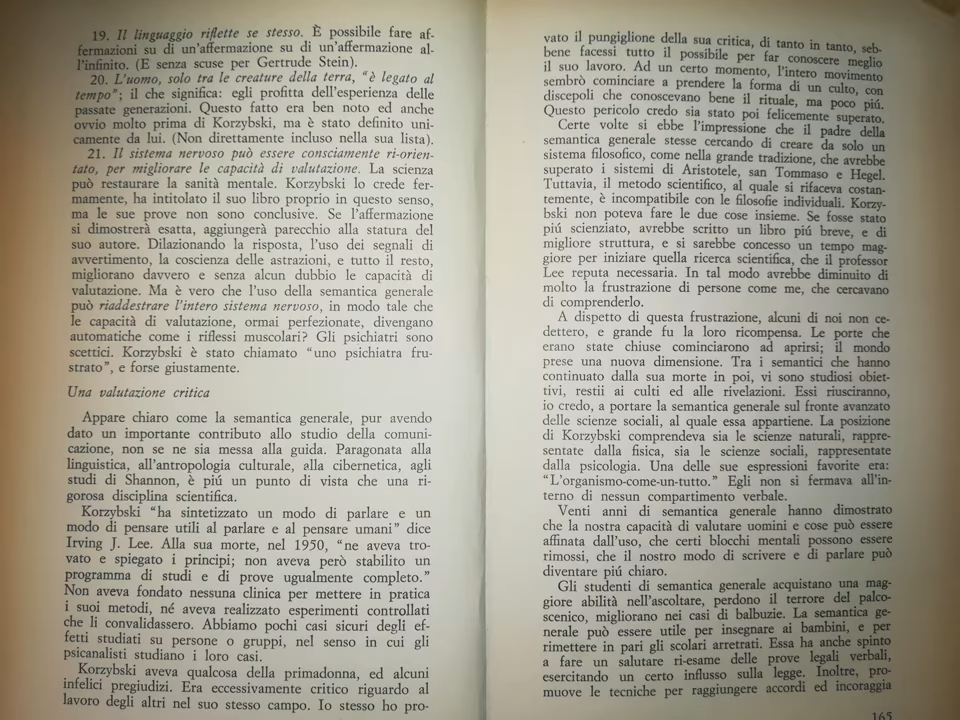 19. Il linguaggio riflette se stesso. È possibile fare af-
fermazioni su di un'affermazione su di un'affermazione al-
l'infinito. (E senza scuse per Gertrude Stein).
20. L'uomo, solo tra le creature della terra, "è legato al
tempo"; il che significa: egli profitta dell'esperienza delle
passate generazioni. Questo fatto era ben noto ed anche
ovvio molto prima di Korzybski, ma è stato definito uni-
camente da lui. (Non direttamente incluso nella sua lista).
21. Il sistema nervoso può essere consciamente ri-orien-
tato, per migliorare le capacità di valutazione. La scienza
può restaurare la sanità mentale. Korzybski lo crede fer-
mamente, ha intitolato il suo libro proprio in questo senso,
ma le sue prove non sono conclusive. Se l'affermazione
si dimostrerà esatta, aggiungerà parecchio alla statura del
suo autore. Dilazionando la risposta, l'uso dei segnali di
avvertimento, la coscienza delle astrazioni, e tutto il resto,
migliorano davvero e senza alcun dubbio le capacità di
valutazione. Ma è vero che l'uso della semantica generale
può riaddestrare l'intero sistema nervoso, in modo tale che
le capacità di valutazione, ormai perfezionate, divengano
automatiche come i riflessi muscolari? Gli psichiatri sono
scettici. Korzybski è stato chiamato "uno psichiatra fru-
strato", e forse giustamente.
Una valutazione critica
Appare chiaro come la semantica generale, pur avendo
dato un importante contributo allo studio della comuni-
cazione, non se ne sia messa alla guida. Paragonata alla
linguistica, all'antropologia culturale, alla cibernetica, agli
studi di Shannon, è piú un punto di vista che una ri-
gorosa disciplina scientifica.
Korzybski "ha sintetizzato un modo di parlare e un
modo di pensare utili al parlare e al pensare umani" dice
Irving J. Lee. Alla sua morte, nel 1950, "ne aveva tro-
vato e spiegato i principi; non aveva però stabilito un
programma di studi e di prove ugualmente completo."
Non aveva fondato nessuna clinica per mettere in pratica
i suoi metodi, né aveva realizzato esperimenti controllati
che li convalidassero. Abbiamo pochi casi sicuri degli ef-
fetti studiati su persone o gruppi, nel senso in cui gli
psicanalisti studiano i loro casi.
Korzybski aveva qualcosa della primadonna, ed alcuni
infelici pregiudizi. Era eccessivamente critico riguardo al
lavoro degli altri nel suo stesso campo. Io stesso ho pro-
vato il pungiglione della sua critica, di tanto in tanto, seb-
bene facessi tutto il possibile per far conoscere meglio
il suo lavoro. Ad un certo momento, l'intero movimento
sembrò cominciare a prendere la forma di un culto, con
discepoli che conoscevano bene il rituale, ma poco piú.
Questo pericolo credo sia stato poi felicemente superato.
Certe volte si ebbe l'impressione che il padre della
semantica generale stesse cercando di creare da solo un
sistema filosofico, come nella grande tradizione, che avrebbe
superato i sistemi di Aristotele, san Tommaso e Hegel.
Tuttavia, il metodo scientifico, al quale si rifaceva costan-
temente, è incompatibile con le filosofie individuali. Korzy-
bski non poteva fare le due cose insieme. Se fosse stato
piú scienziato, avrebbe scritto un libro piú breve, e di
migliore struttura, e si sarebbe concesso un tempo mag-
giore per iniziare quella ricerca scientifica, che il professor
Lee reputa necessaria. In tal modo avrebbe diminuito di
molto la frustrazione di persone come me, che cercavano
di comprenderlo.
A dispetto di questa frustrazione, alcuni di noi non ce-
dettero, e grande fu la loro ricompensa. Le porte che
erano state chiuse cominciarono ad aprirsi; il mondo
prese una nuova dimensione. Tra i semantici che hanno
continuato dalla sua morte in poi, vi sono studiosi obiet-
tivi, restii ai culti ed alle rivelazioni. Essi riusciranno,
io credo, a portare la semantica generale sul fronte avanzato
delle scienze sociali, al quale essa appartiene. La posizione
di Korzybski comprendeva sia le scienze naturali, rappre-
sentate dalla fisica, sia le scienze sociali, rappresentate
dalla psicologia. Una delle sue espressioni favorite era:
"L'organismo-come-un-tutto." Egli non si fermava all'in-
terno di nessun compartimento verbale.
Venti anni di semantica generale hanno dimostrato
che la nostra capacità di valutare uomini e cose può essere
affinata dall'uso, che certi blocchi mentali possono essere
rimossi, che il nostro modo di scrivere e di parlare può
diventare piú chiaro.
Gli studenti di semantica generale acquistano una mag-
giore abilità nell'ascoltare, perdono il terrore del palco-
scenico, migliorano nei casi di balbuzie. La semantica ge-
nerale può essere utile per insegnare ai bambini, e per
rimettere in pari gli scolari arretrati. Essa ha anche spinto
a fare un salutare ri-esame delle prove legali verbali,
esercitando un certo influsso sulla legge. Inoltre, pro-
muove le tecniche per raggiungere accordi ed incoraggia
165